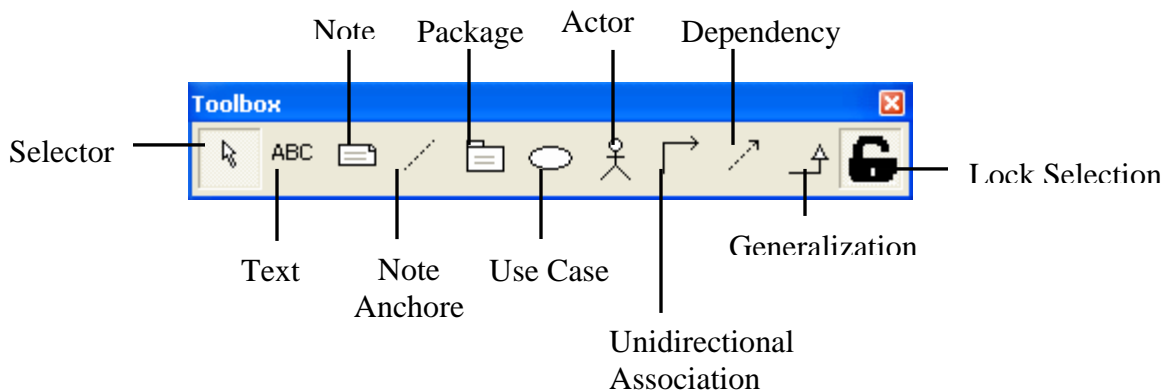 Note
Package
Actor
Dependency
Toolbox
Selector
ABC
Lock Selection
Generalization
Text
Note
Anchore
Use Case
Unidirectional
Association